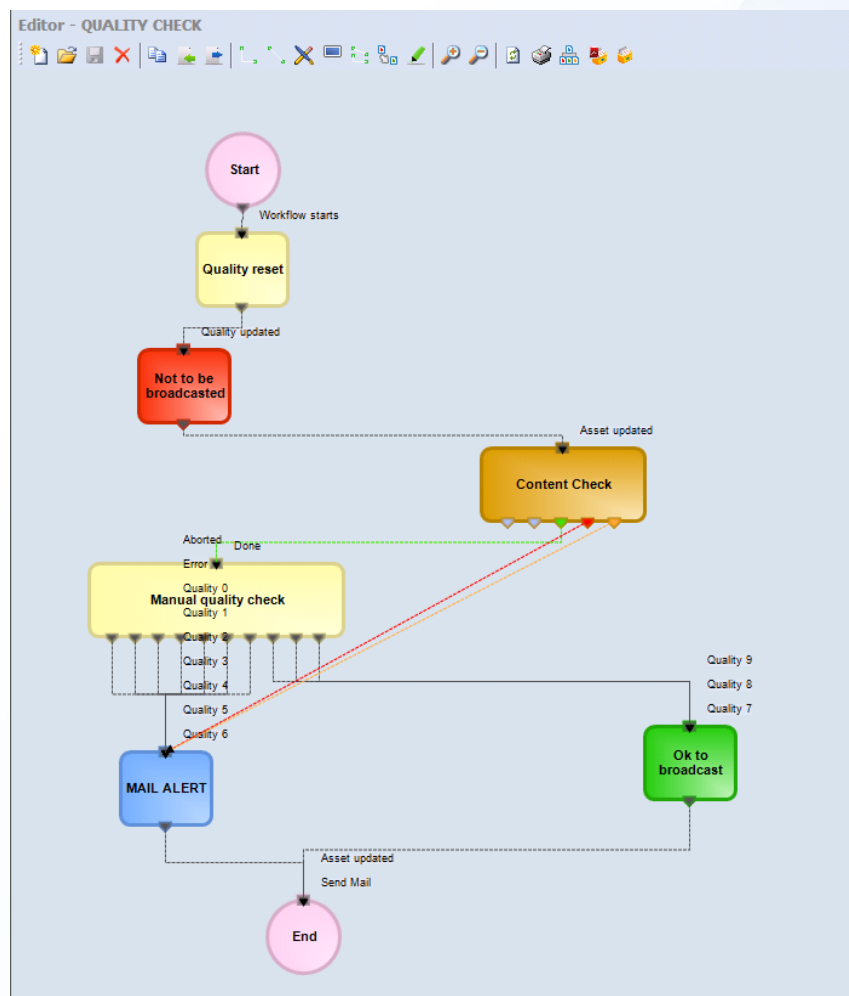 Editor - QUALITY CHECK
Start
Workflow starts
Quality reset
Quality updated
Not to be
broadcasted
Asset updated
Content Check
Aborted
Done
Error
Quality 0
Manual quality check
Quality 1
Quality 2
Quality 3
Quality 4
Quality 5
Quality 6
Quality 9
Quality 8
Quality 7
Ok to
broadcast
MAIL ALERT
Asset updated
Send Mail
End